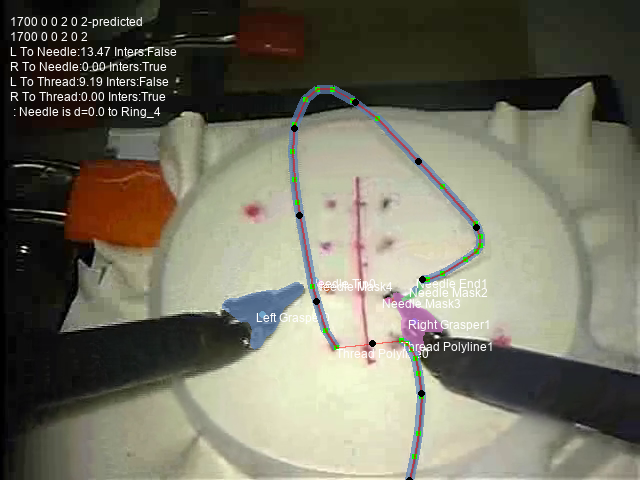 1700 0 0 2 0 2-predicted
1700 0 0 2 0 2
L To Needle:13.47 Inters:False
R To Needle:0.00 Inters:True
L To Thread:9.19 Inters:False
R To Thread:0.00 Inters:True
: Needle is d=0.0 to Ring_4
Needle End1
Needle Mask4
Needle Mask2
Needle Mask3
Left Grasper
Right Grasper1
Thread Polyline1